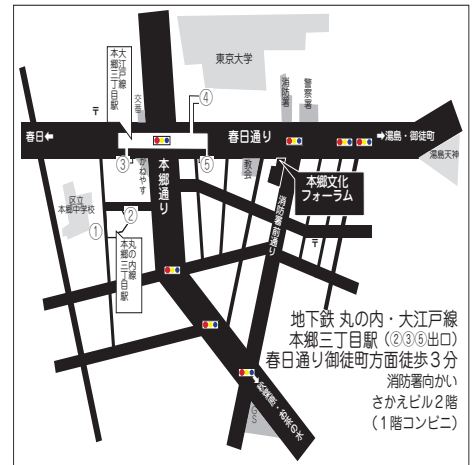 東京大学
大江戸線
本郷三丁目駅
〒
交番
④
消防署
警察署
春日←
春日通り
→湯島・御徒町
③
⑤
かねやす
本郷通り
教会
湯島天神
本郷文化
フォーラム
区立
本郷中学校
②
①
丸の内線
本郷三丁目駅
消防署前通り
〒
地下鉄 丸の内・大江戸線
本郷三丁目駅（②③⑤出口）
春日通り御徒町方面徒歩3分
消防署向かい
さかえビル2階
（1階コンビニ）
GS